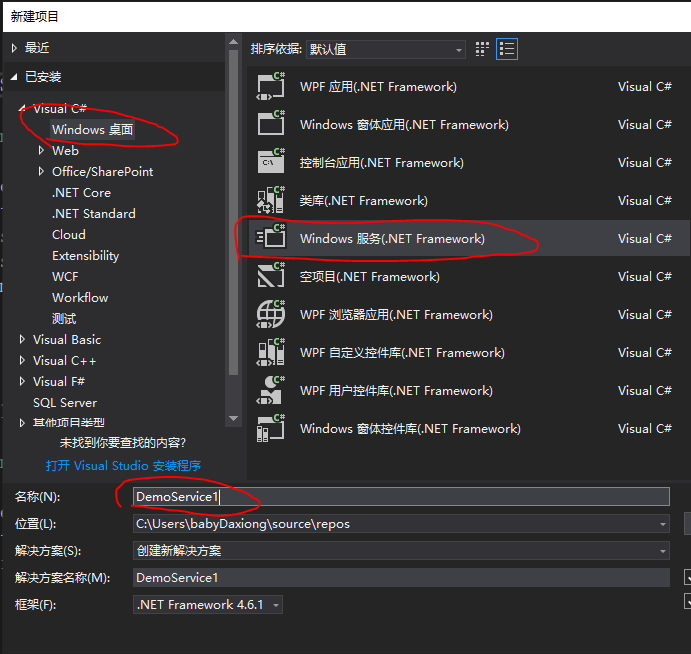 新建项目
最近
已安装
Visual C#
Windows 桌面
Web
Office/SharePoint
.NET Core
.NET Standard
Cloud
Extensibility
WCF
Workflow
测试
Visual Basic
Visual C++
Visual F#
SQL Server
其他项目类型
未找到你要查找的内容?
打开 Visual Studio 安装程序
排序依据: 默认值
C# WPF 应用(.NET Framework) Visual C#
C# Windows 窗体应用(.NET Framework) Visual C#
C# C:\ 控制台应用(.NET Framework) Visual C#
C# 类库(.NET Framework) Visual C#
C# Windows 服务(.NET Framework) Visual C#
C# 空项目(.NET Framework) Visual C#
C# WPF 浏览器应用(.NET Framework) Visual C#
C# WPF 自定义控件库(.NET Framework) Visual C#
C# WPF 用户控件库(.NET Framework) Visual C#
C# Windows 窗体控件库(.NET Framework) Visual C#
名称(N): DemoService1
位置(L): C:\Users\babyDaxiong\source\repos
解决方案(S): 创建新解决方案
解决方案名称(M): DemoService1
框架(F): .NET Framework 4.6.1